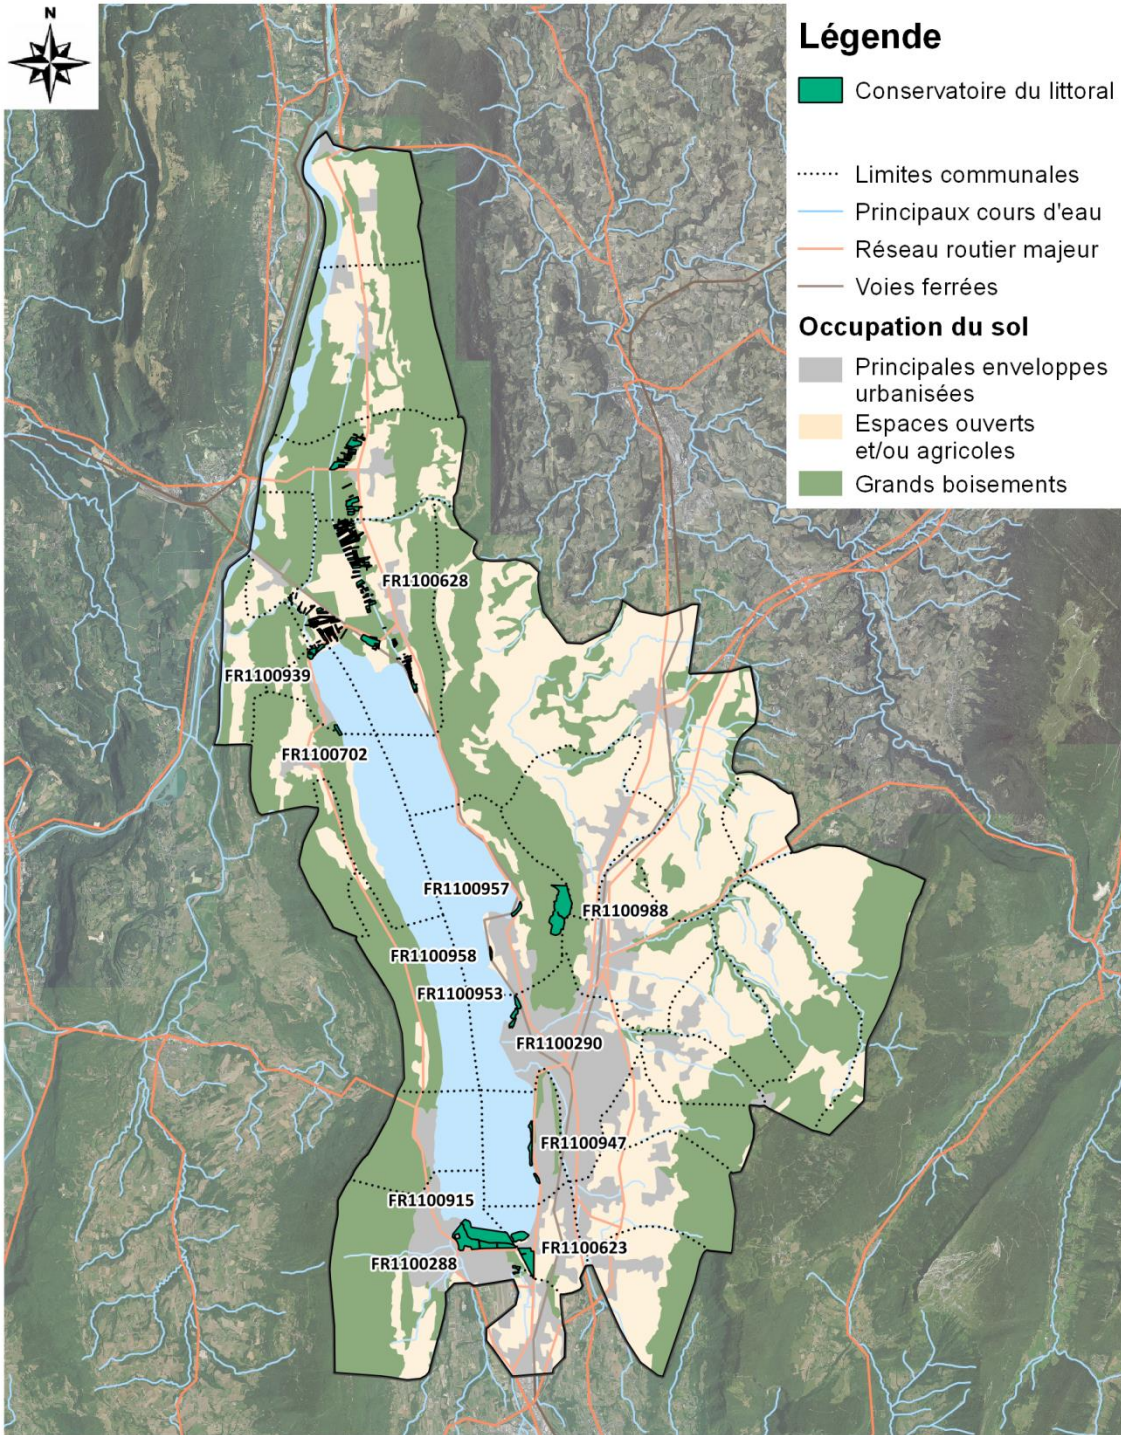 N
Légende
Conservatoire du littoral
Limites communales
Principaux cours d'eau
Réseau routier majeur
Voies ferrées
Occupation du sol
Principales enveloppes
urbanisées
Espaces ouverts
et/ou agricoles
Grands boisements
FR1100628
FR1100939
FR1100702
FR1100957
FR1100988
FR1100958
FR1100953
FR1100290
FR1100947
FR1100915
FR1100623
FR1100288